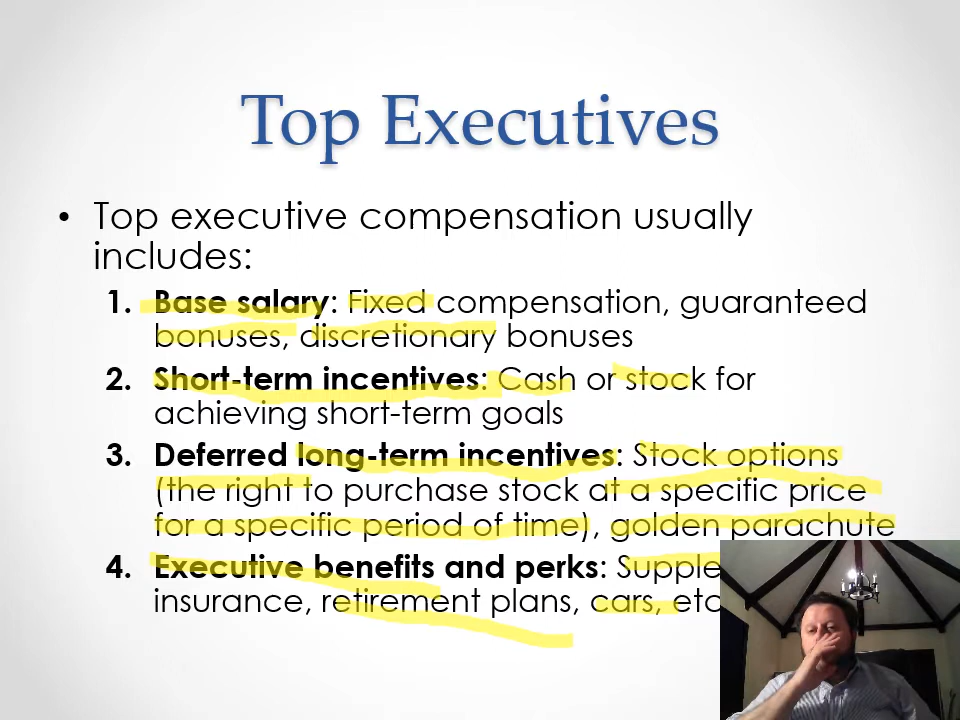 Top Executives
• Top executive compensation usually
includes:
1. Base salary: Fixed compensation, guaranteed
bonuses, discretionary bonuses
2. Short-term incentives: Cash or stock for
achieving short-term goals
3. Deferred long-term incentives: Stock options
(the right to purchase stock at a specific price
for a specific period of time), golden parachute
4. Executive benefits and perks:
insurance, retirement plans, cars, etc